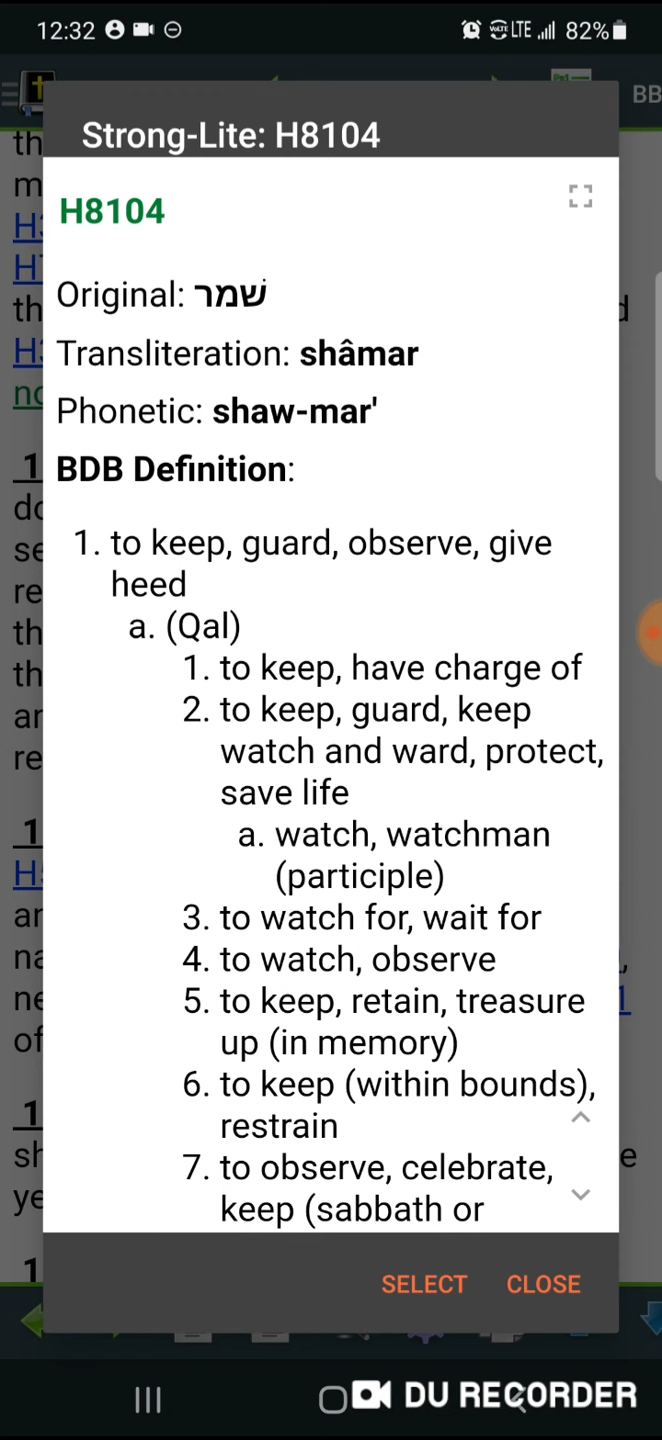 12:32
LTE
82%
BB
Strong-Lite: H8104
H8104
Original: שׁמר
Transliteration: shâmar
Phonetic: shaw-mar'
BDB Definition:
1. to keep, guard, observe, give
heed
a. (Qal)
1. to keep, have charge of
2. to keep, guard, keep
watch and ward, protect,
save life
a. watch, watchman
(participle)
3. to watch for, wait for
4. to watch, observe
5. to keep, retain, treasure
up (in memory)
6. to keep (within bounds),
restrain
7. to observe, celebrate,
keep (sabbath or
SELECT CLOSE
DU RECORDER